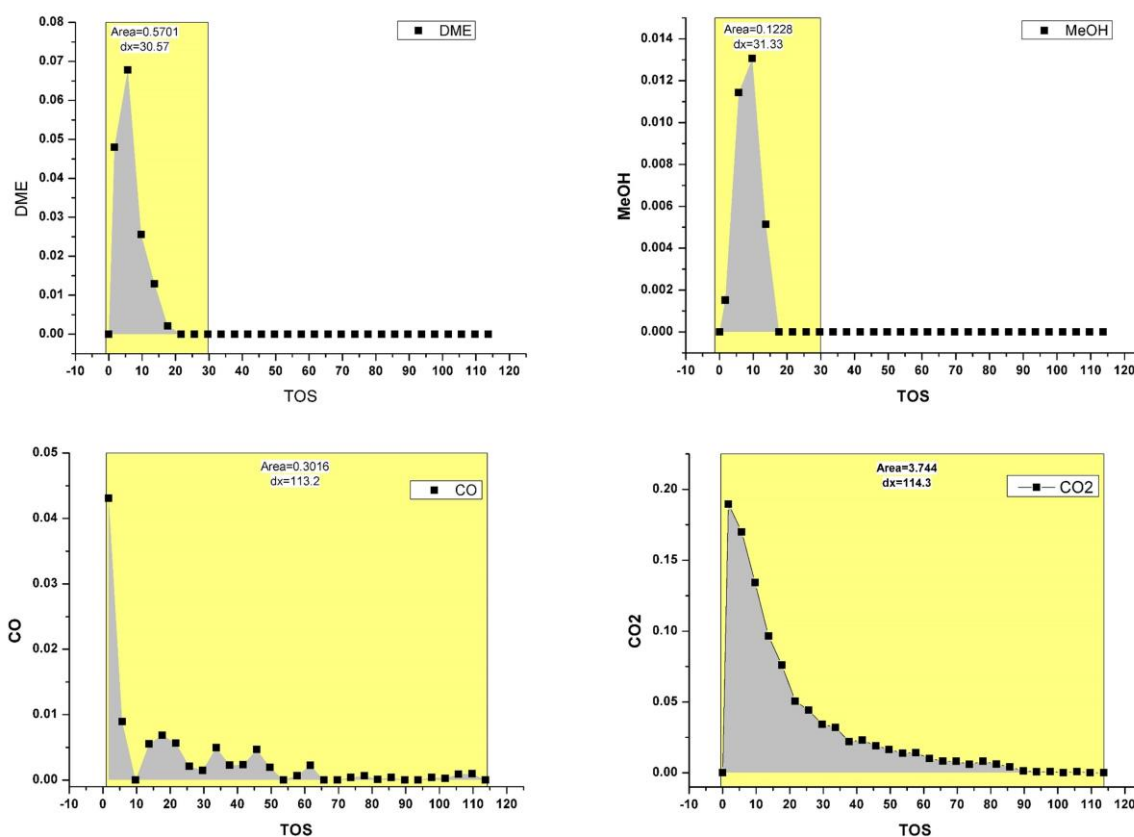 Area=0.5701
dx=30.57
DME
0.08
0.07
0.06
0.05
0.04
0.03
0.02
0.01
0.00
DME
-10 0 10 20 30 40 50 60 70 80 90 100 110 120
TOS
Area=0.1228
dx=31.33
MeOH
0.014
0.012
0.010
0.008
0.006
0.004
0.002
0.000
MeOH
-10 0 10 20 30 40 50 60 70 80 90 100 110 120
TOS
Area=0.3016
dx=113.2
CO
0.05
0.04
0.03
0.02
0.01
0.00
CO
-10 0 10 20 30 40 50 60 70 80 90 100 110 120
TOS
Area=3.744
dx=114.3
CO2
0.20
0.15
0.10
0.05
0.00
CO2
-10 0 10 20 30 40 50 60 70 80 90 100 110 120
TOS